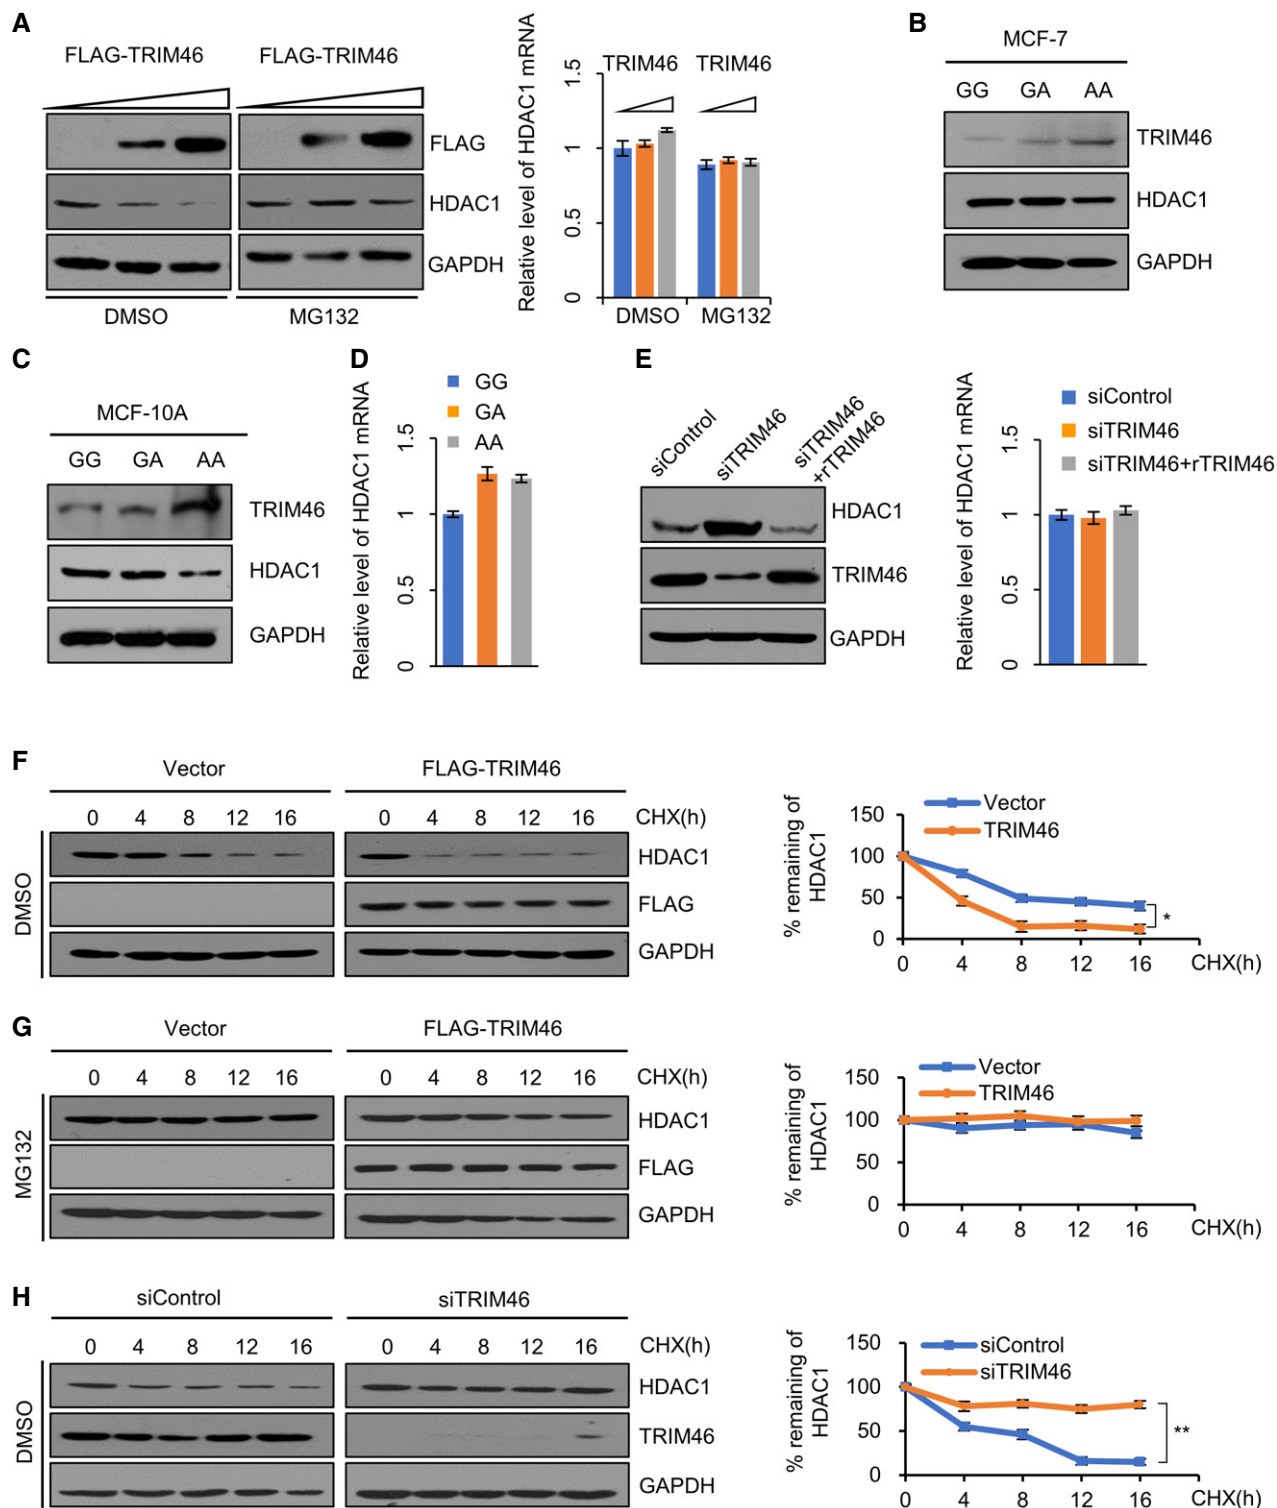 A
FLAG-TRIM46 FLAG-TRIM46
FLAG
HDAC1
GAPDH
DMSO MG132
Relative level of HDAC1 mRNA
1.5
1
0.5
0
TRIM46 TRIM46
DMSO MG132
B
MCF-7
GG GA AA
TRIM46
HDAC1
GAPDH
C
MCF-10A
GG GA AA
TRIM46
HDAC1
GAPDH
D
GG
GA
AA
Relative level of HDAC1 mRNA
1.5
1
0.5
0
E
siControl
siTRIM46
siTRIM46
+rTRIM46
HDAC1
TRIM46
GAPDH
siControl
siTRIM46
siTRIM46+rTRIM46
Relative level of HDAC1 mRNA
1.5
1
0.5
0
F
Vector FLAG-TRIM46
0 4 8 12 16 0 4 8 12 16 CHX(h)
DMSO
HDAC1
FLAG
GAPDH
Vector
TRIM46
% remaining of
HDAC1
150
100
50
0
*
0 4 8 12 16 CHX(h)
G
Vector FLAG-TRIM46
0 4 8 12 16 0 4 8 12 16 CHX(h)
MG132
HDAC1
FLAG
GAPDH
Vector
TRIM46
% remaining of
HDAC1
150
100
50
0
0 4 8 12 16 CHX(h)
H
siControl siTRIM46
0 4 8 12 16 0 4 8 12 16 CHX(h)
DMSO
HDAC1
TRIM46
GAPDH
siControl
siTRIM46
% remaining of
HDAC1
150
100
50
0
**
0 4 8 12 16 CHX(h)